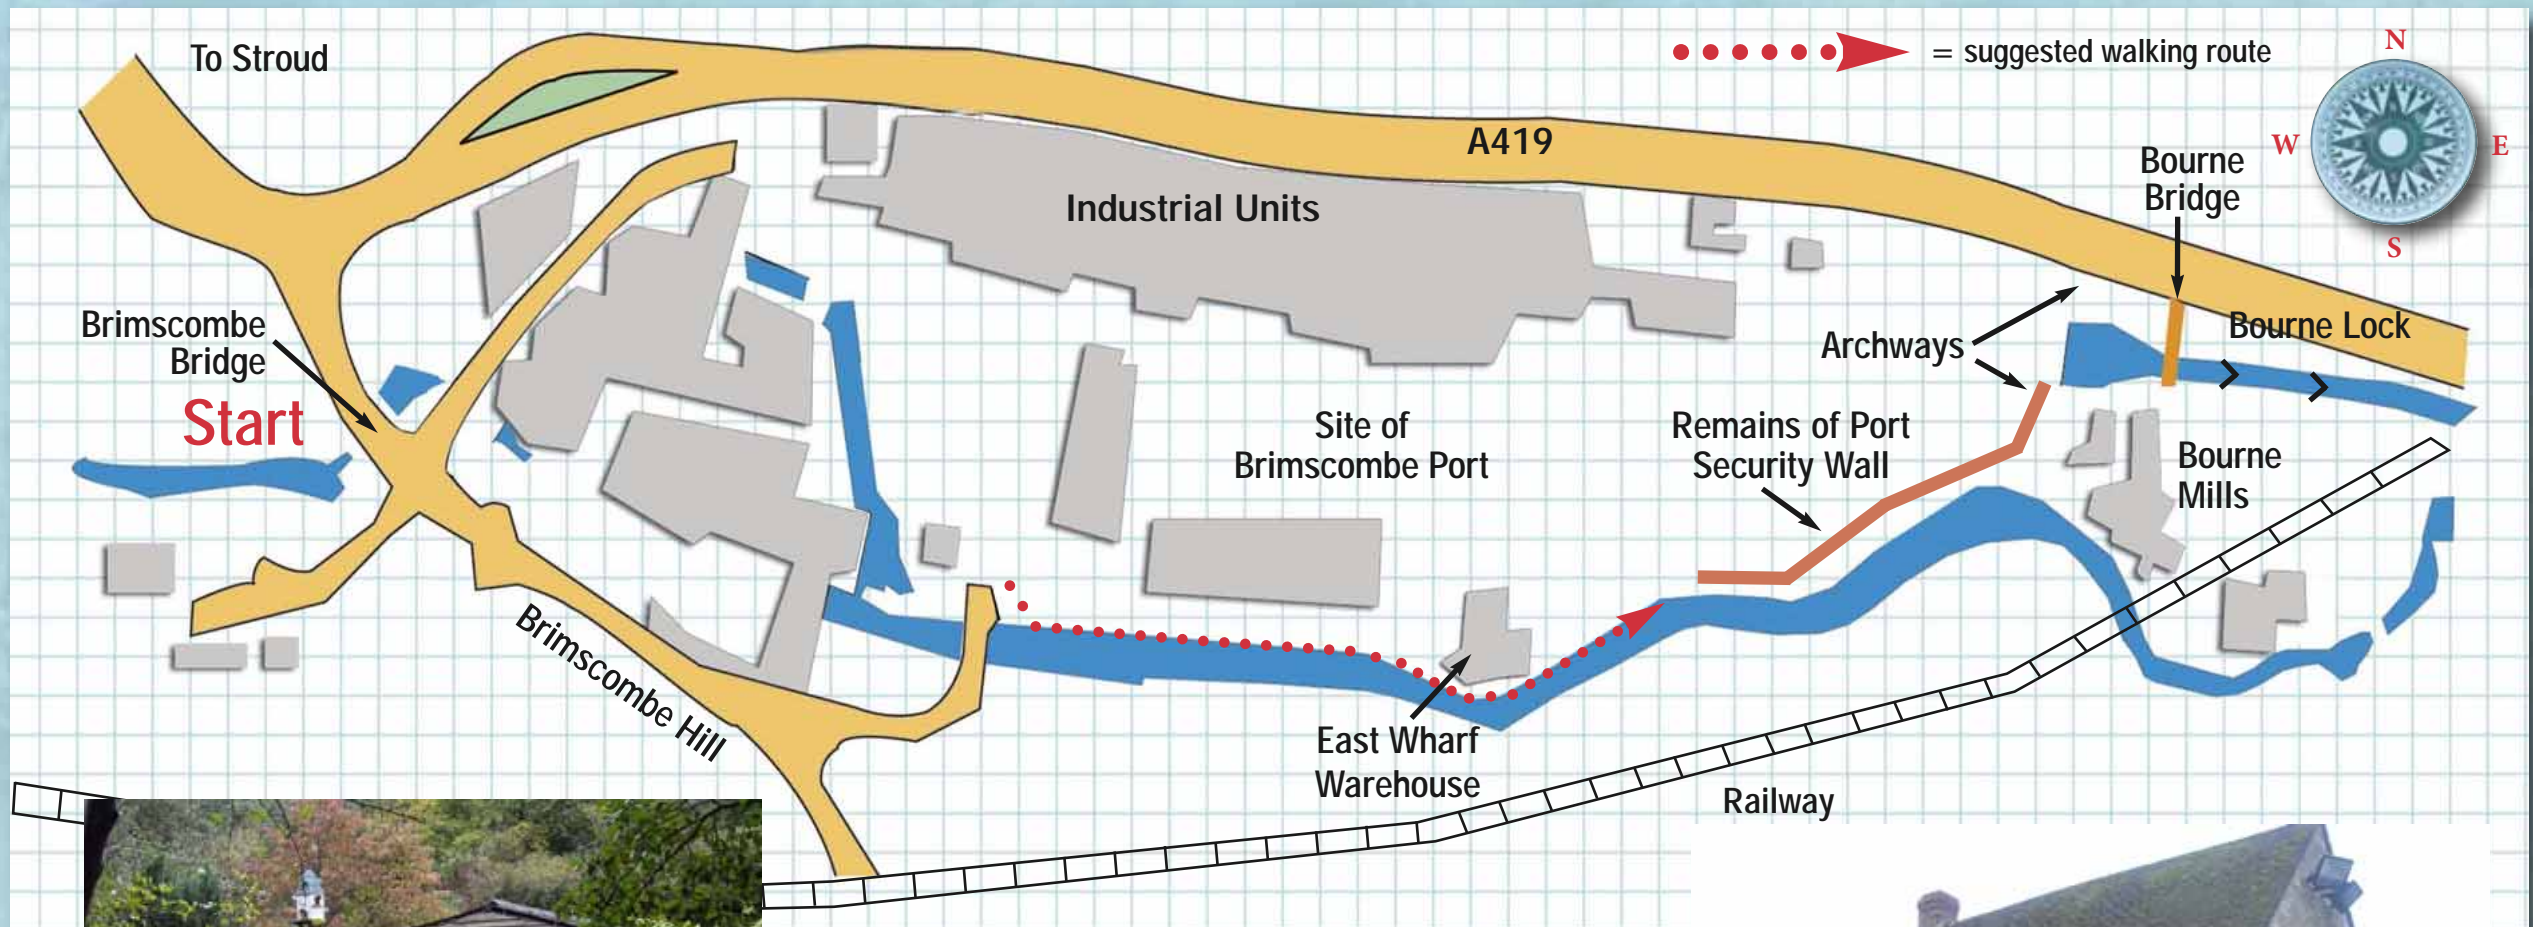 To Stroud
= suggested walking route
N
W
E
S
A419
Bourne
Bridge
Industrial Units
Brimscombe
Bridge
Start
Archways
Bourne Lock
Site of
Brimscombe Port
Remains of Port
Security Wall
Bourne
Mills
Brimscombe Hill
East Wharf
Warehouse
Railway